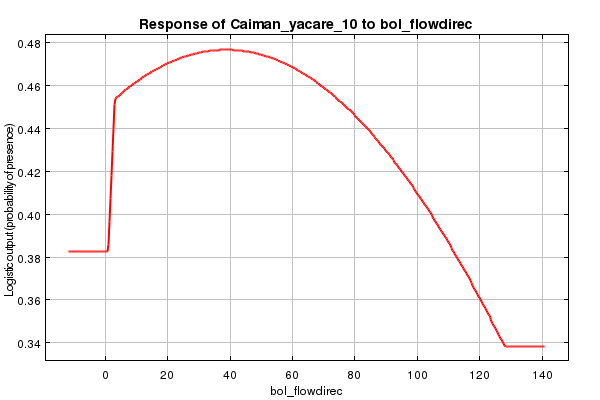 Response of Caiman_yacare_10 to bol_flowdirec
0.48
0.46
0.44
0.42
0.40
0.38
0.36
0.34
Logistic output (probability of presence)
0 20 40 60 80 100 120 140
bol_flowdirec